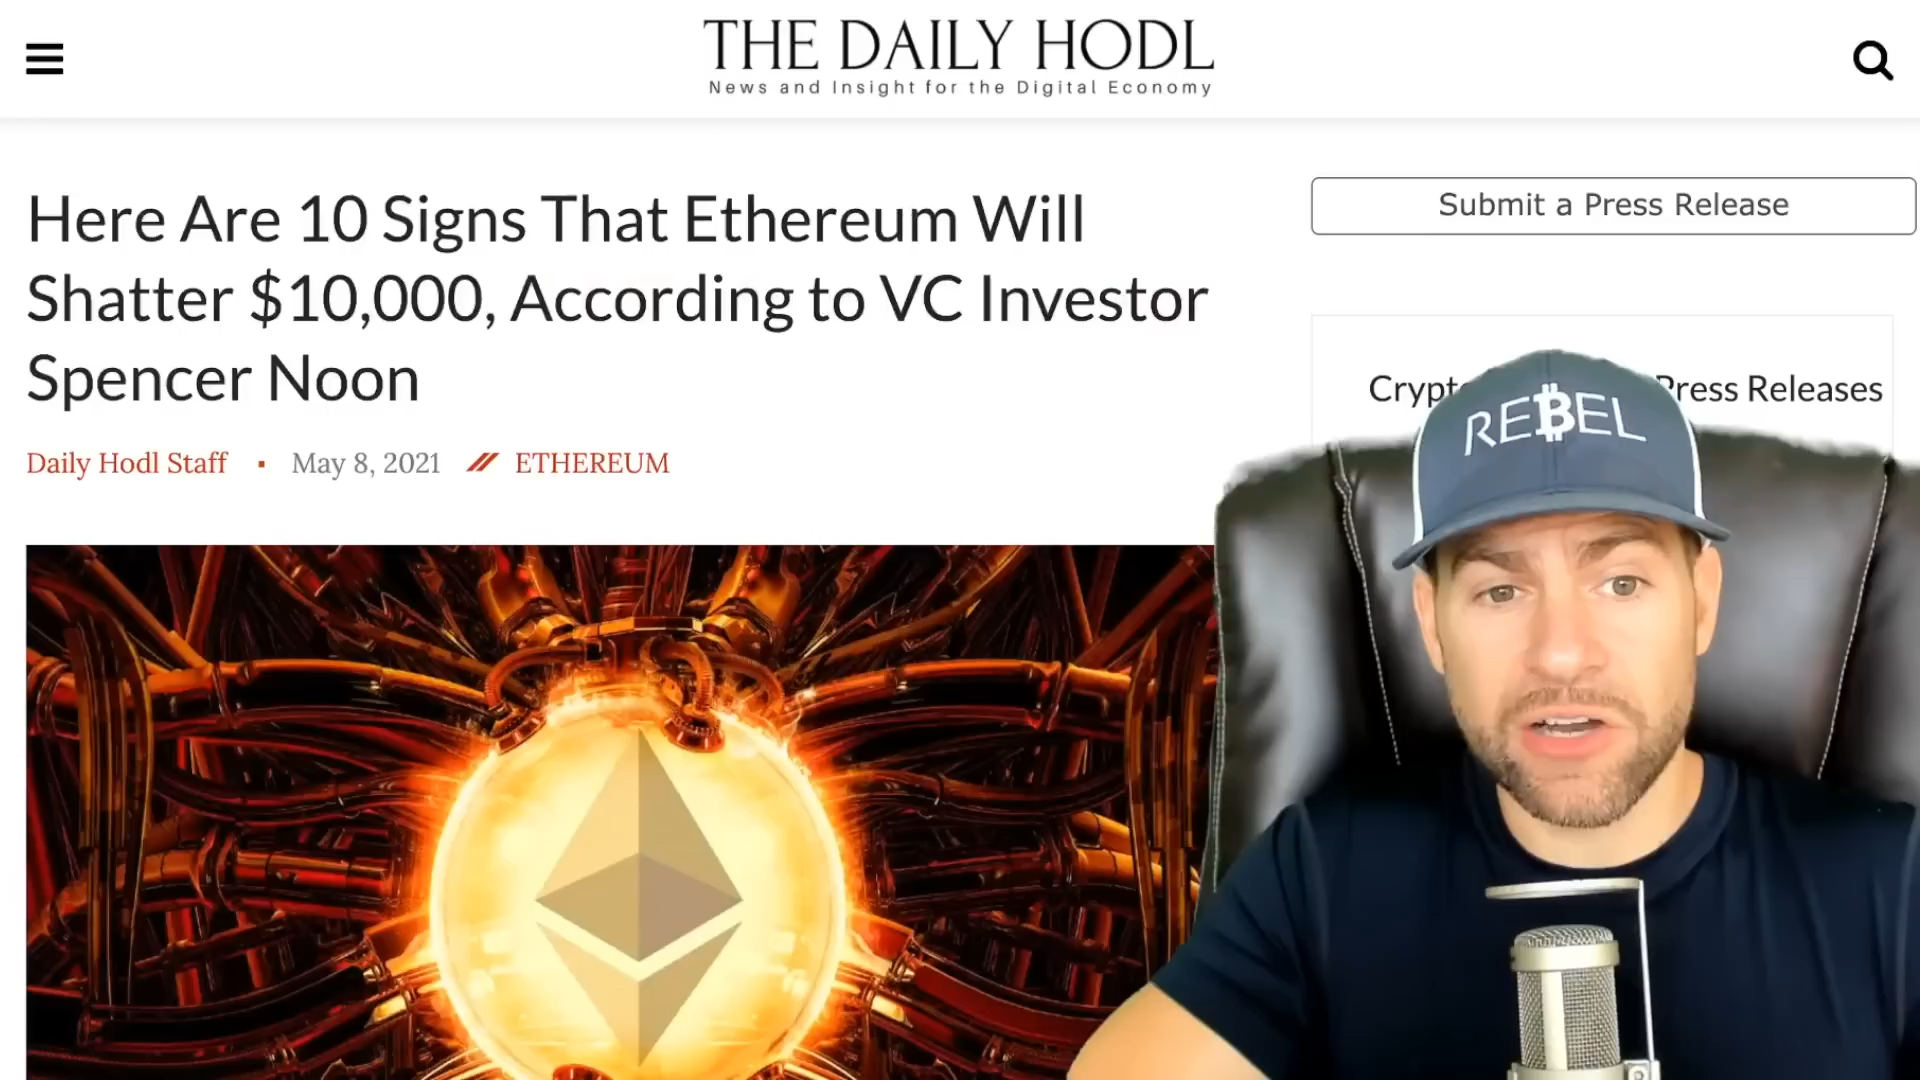 THE DAILY HODL
News and Insight for the Digital Economy
Here Are 10 Signs That Ethereum Will
Shatter $10,000, According to VC Investor
Spencer Noon
Daily Hodl Staff • May 8, 2021 ETHEREUM
Submit a Press Release
Press Releases
REBEL